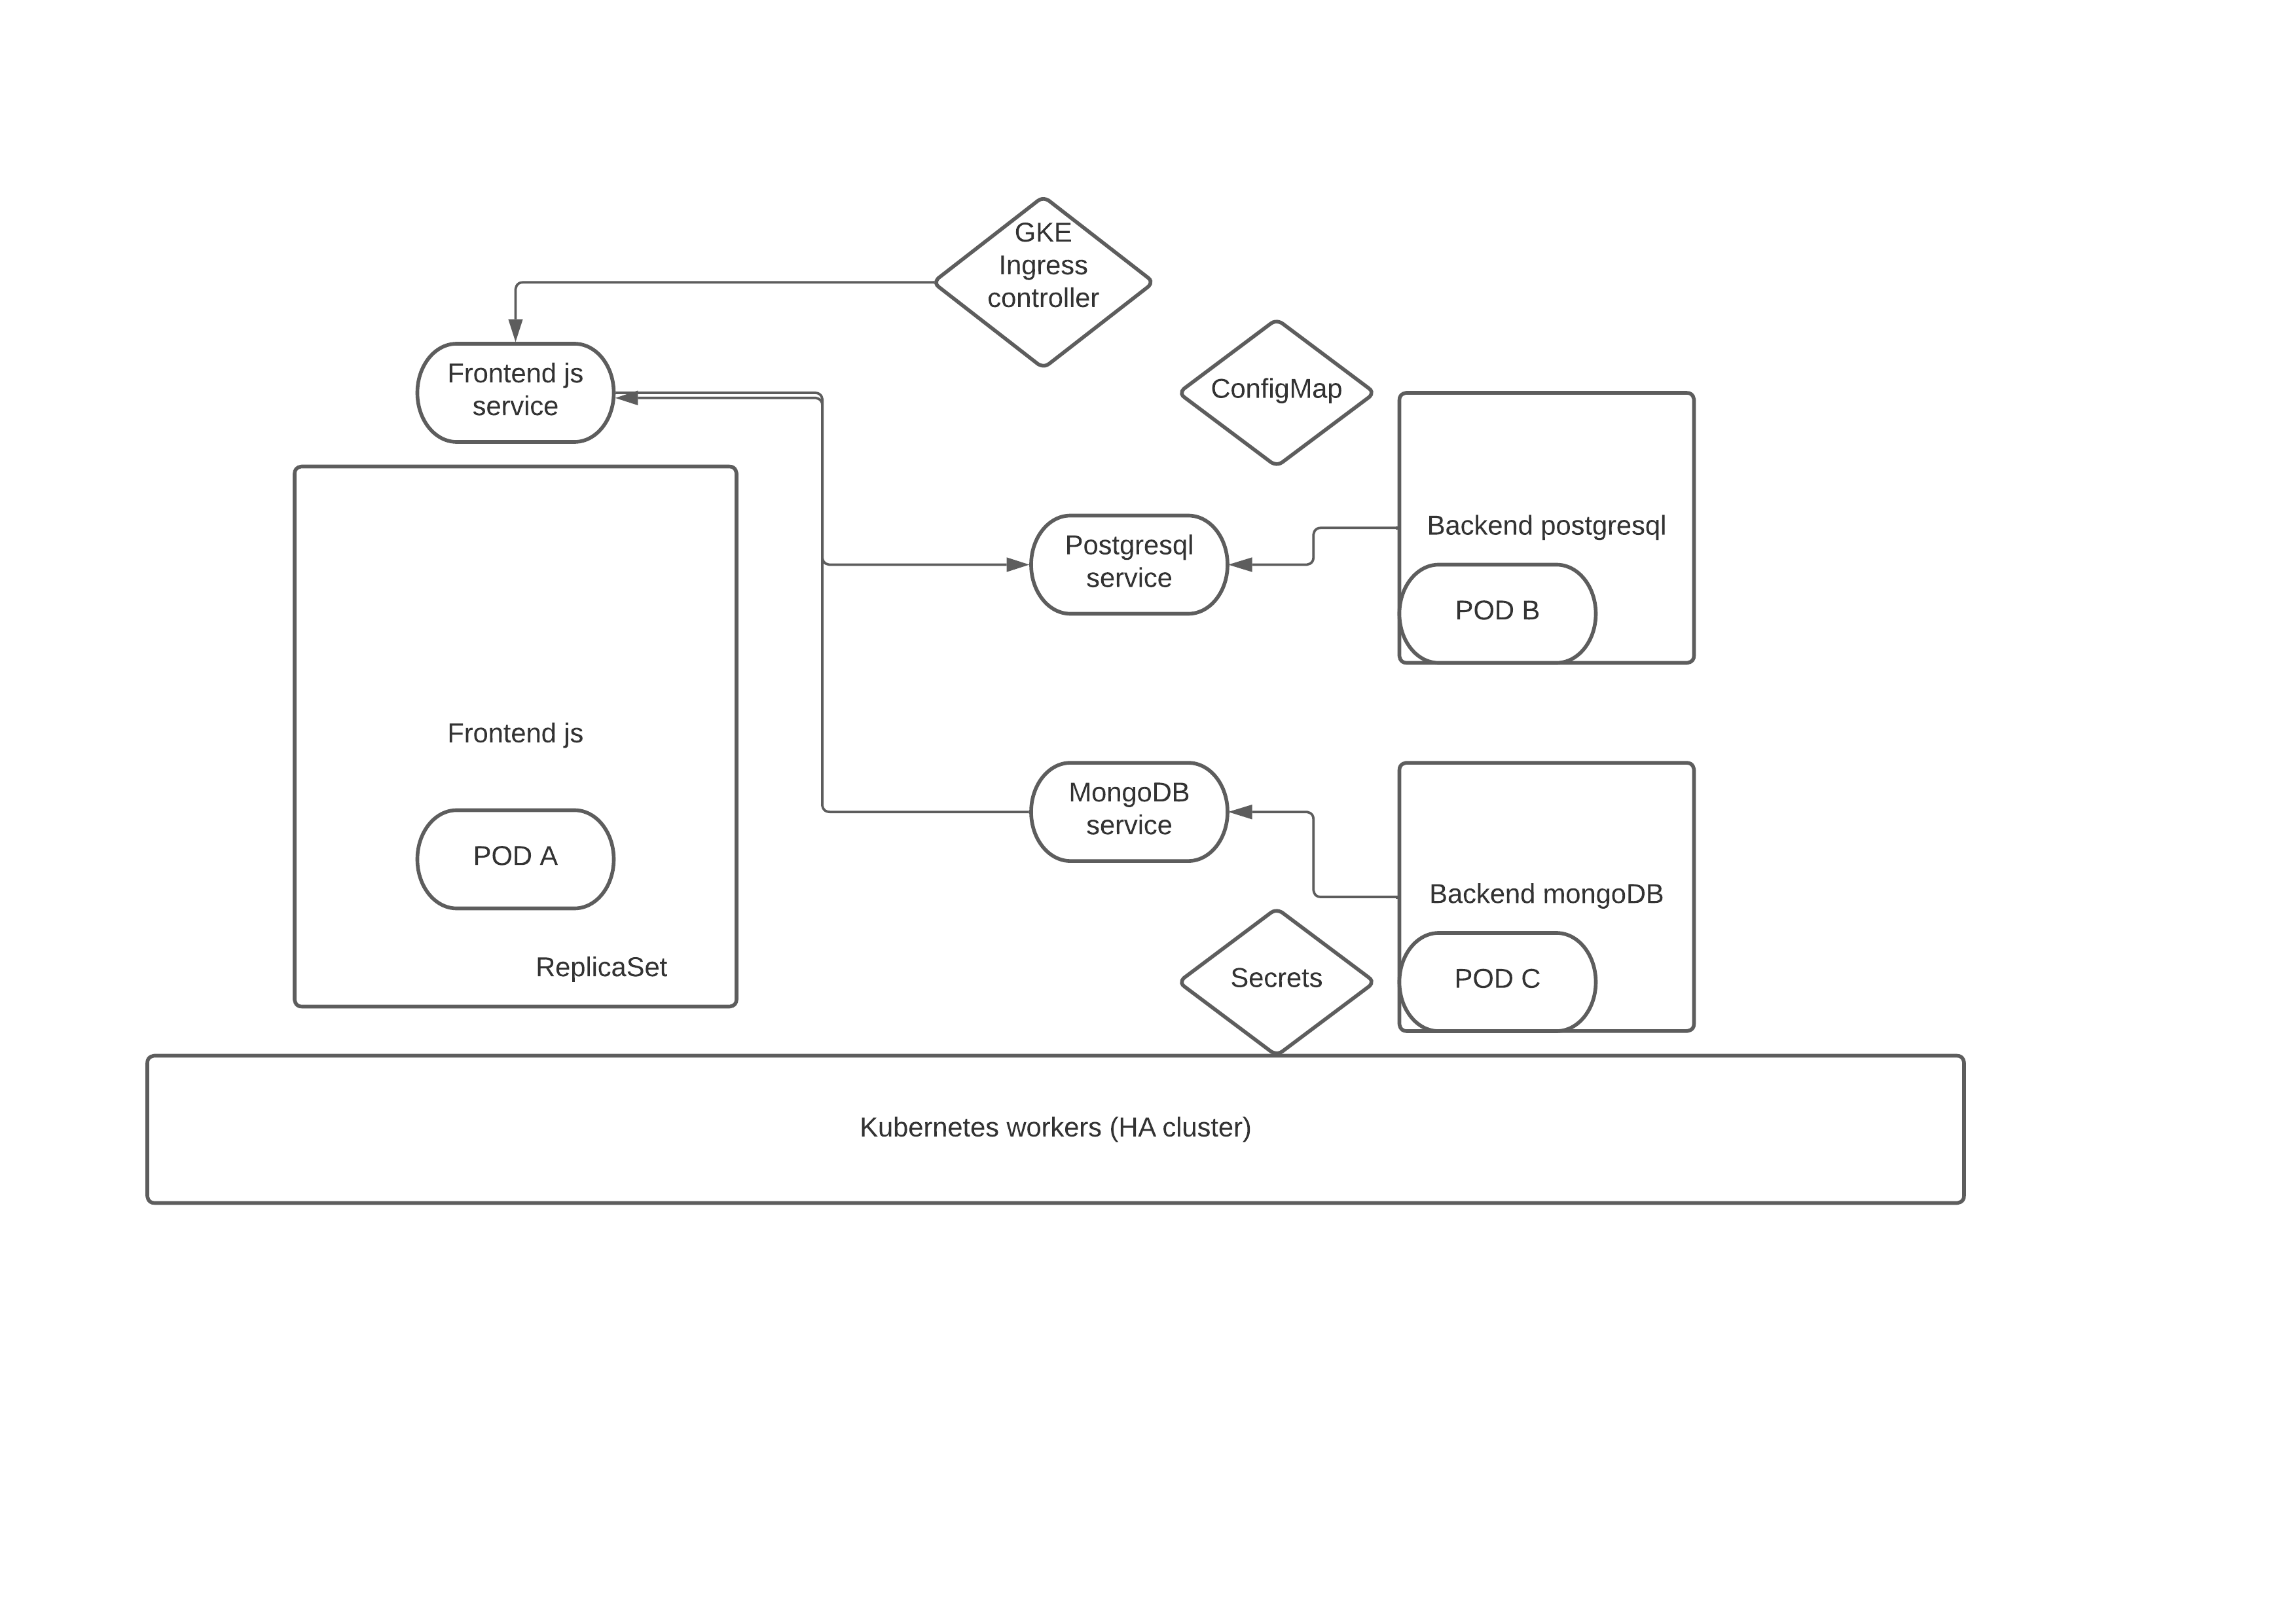 GKE
Ingress
controller
Frontend js
service
ConfigMap
Postgresql
service
Backend postgresql
POD B
Frontend js
MongoDB
service
POD A
Backend mongoDB
ReplicaSet
Secrets
POD C
Kubernetes workers (HA cluster)